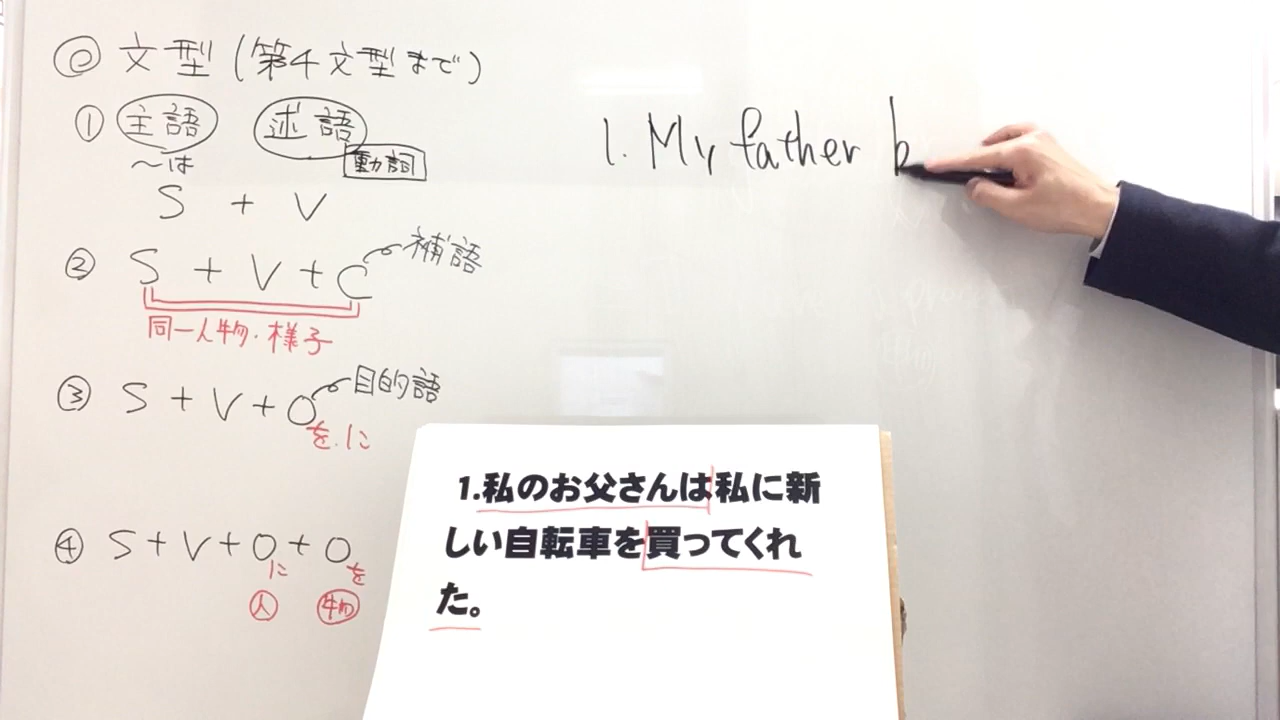 ◎ 文型(第4文型まで)
① 主語 述語
〜は 動詞
S + V
② S + V + C 補語
同一人物・様子
③ S + V + O 目的語
を.に
④ S + V + O + O
に を
人 物
1. My father b
1.私のお父さんは私に新
しい自転車を買ってくれ
た。